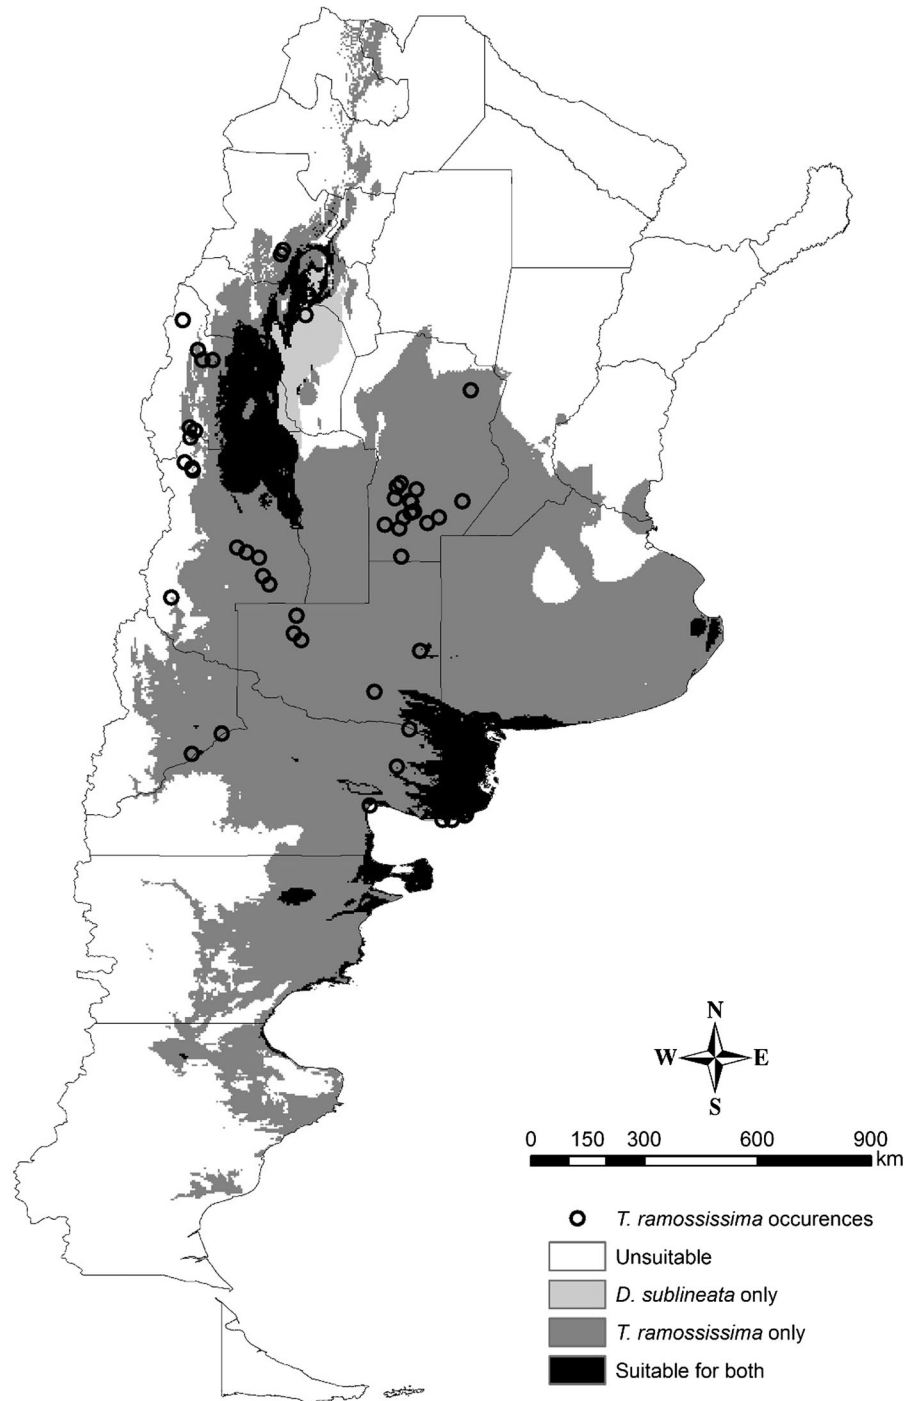 N
W E
S
0 150 300 600 900
km
T. ramossissima occurences
Unsuitable
D. sublineata only
T. ramossissima only
Suitable for both